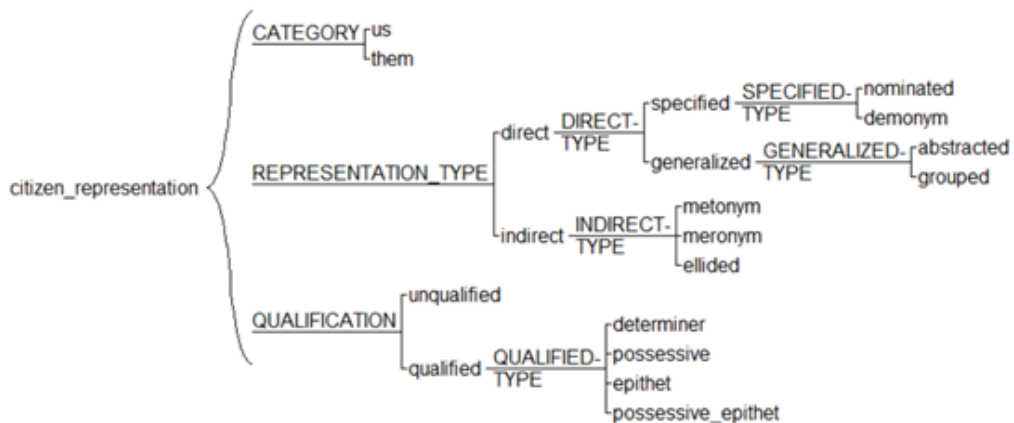 CATEGORY
us
them
citizen_representation
REPRESENTATION_TYPE
direct
DIRECT-
TYPE
specified
SPECIFIED-
TYPE
nominated
demonym
generalized
GENERALIZED-
TYPE
abstracted
grouped
indirect
INDIRECT-
TYPE
metonym
meronym
ellided
QUALIFICATION
unqualified
qualified
QUALIFIED-
TYPE
determiner
possessive
epithet
possessive_epithet